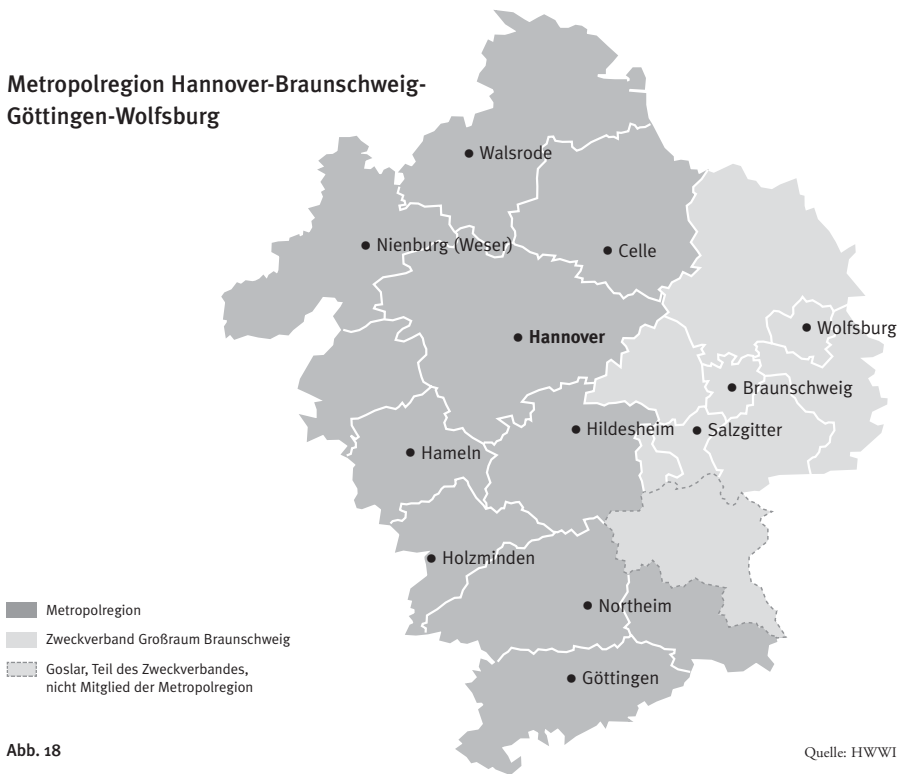 Metropolregion Hannover-Braunschweig-
Göttingen-Wolfsburg
Walsrode
Nienburg (Weser)
Celle
Wolfsburg
Hannover
Braunschweig
Hildesheim
Salzgitter
Hameln
Holzminden
Northeim
Göttingen
Metropolregion
Zweckverband Großraum Braunschweig
Goslar, Teil des Zweckverbandes,
nicht Mitglied der Metropolregion
Abb. 18
Quelle: HWWI